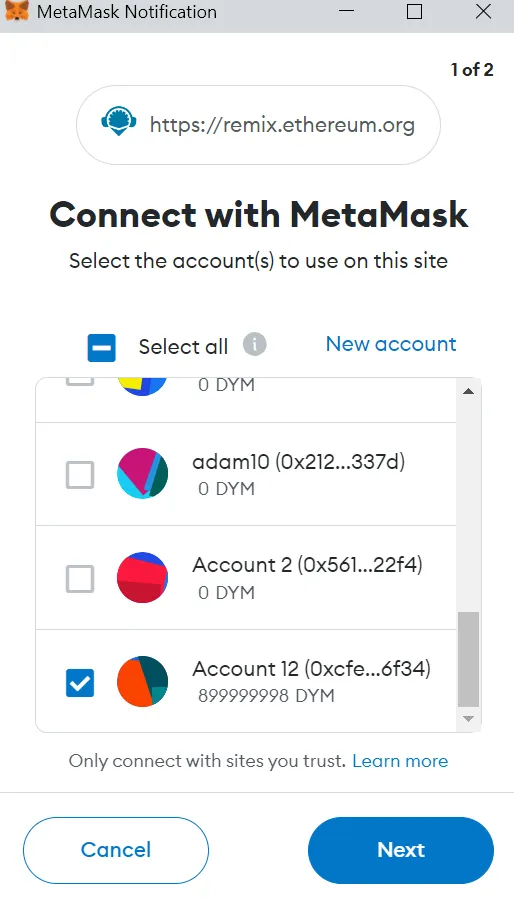 MetaMask Notification
1 of 2
https://remix.ethereum.org
Connect with MetaMask
Select the account(s) to use on this site
Select all
New account
0 DYM
adam10 (0x212...337d)
0 DYM
Account 2 (0x561...22f4)
0 DYM
Account 12 (0xcfe...6f34)
899999998 DYM
Only connect with sites you trust. Learn more
Cancel
Next